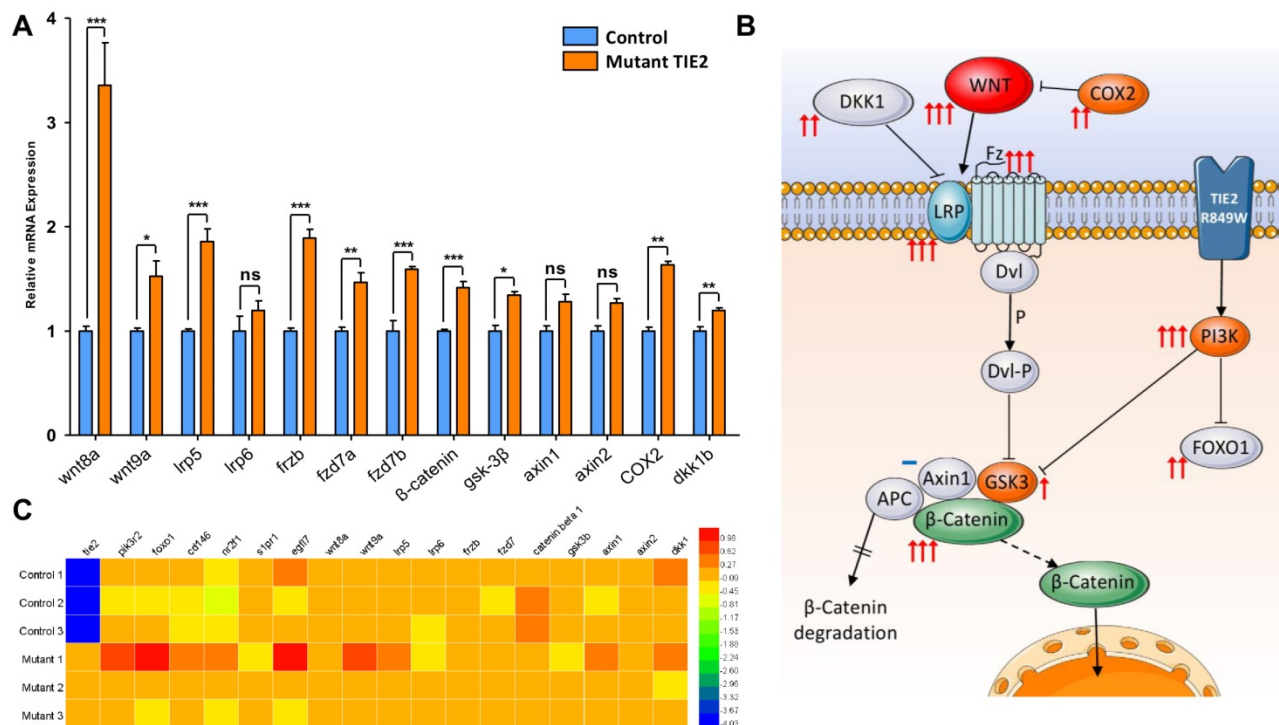 A
Relative mRNA Expression
4
3
2
1
0
Control
Mutant TIE2
***
*
***
ns
***
**
***
***
*
ns
ns
**
**
wnt8a
wnt9a
lrp5
lrp6
frzb
fzd7a
fzd7b
β-catenin
gsk-3β
axin1
axin2
COX2
dkk1b
B
DKK1
WNT
COX2
Fz
LRP
TIE2
R849W
Dvl
P
PI3K
Dvl-P
FOXO1
Axin1
GSK3
APC
β-Catenin
β-Catenin
β-Catenin
degradation
C
tie2
pik3r2
foxo1
cd146
nr2f1
s1pr1
egfl7
wnt8a
wnt9a
lrp5
lrp6
frzb
fzd7
catenin beta 1
gsk3b
axin1
axin2
dkk1
Control 1
Control 2
Control 3
Mutant 1
Mutant 2
Mutant 3
0.98
0.62
0.27
-0.09
-0.45
-0.81
-1.17
-1.53
-1.88
-2.24
-2.60
-2.96
-3.32
-3.67
-4.03